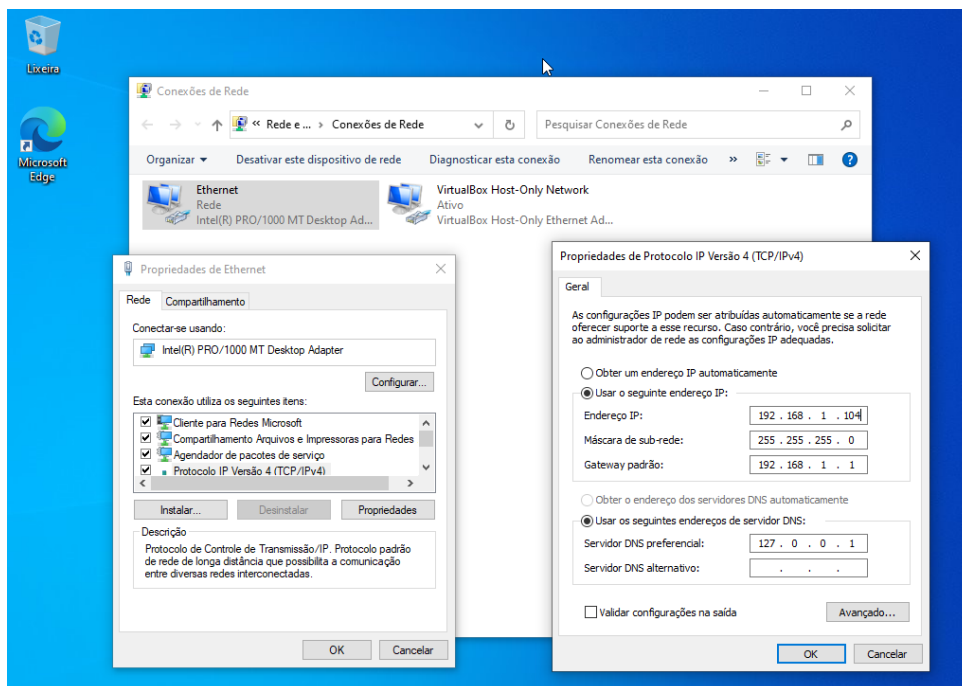 Lixeira
Microsoft
Edge
Conexões de Rede
« Rede e ... › Conexões de Rede
Pesquisar Conexões de Rede
Organizar
Desativar este dispositivo de rede
Diagnosticar esta conexão
Renomear esta conexão
»
Ethernet
Rede
Intel(R) PRO/1000 MT Desktop Ad...
VirtualBox Host-Only Network
Ativo
VirtualBox Host-Only Ethernet Ad...
Propriedades de Ethernet
Rede
Compartilhamento
Conectar-se usando:
Intel(R) PRO/1000 MT Desktop Adapter
Configurar...
Esta conexão utiliza os seguintes itens:
Cliente para Redes Microsoft
Compartilhamento Arquivos e Impressoras para Redes
Agendador de pacotes de serviço
Protocolo IP Versão 4 (TCP/IPv4)
Instalar...
Desinstalar
Propriedades
Descrição
Protocolo de Controle de Transmissão/IP. Protocolo padrão
de rede de longa distância que possibilita a comunicação
entre diversas redes interconectadas.
OK
Cancelar
Propriedades de Protocolo IP Versão 4 (TCP/IPv4)
Geral
As configurações IP podem ser atribuídas automaticamente se a rede
oferecer suporte a esse recurso. Caso contrário, você precisa solicitar
ao administrador de rede as configurações IP adequadas.
Obter um endereço IP automaticamente
Usar o seguinte endereço IP:
Endereço IP: 192 . 168 . 1 . 104
Máscara de sub-rede: 255 . 255 . 255 . 0
Gateway padrão: 192 . 168 . 1 . 1
Obter o endereço dos servidores DNS automaticamente
Usar os seguintes endereços de servidor DNS:
Servidor DNS preferencial: 127 . 0 . 0 . 1
Servidor DNS alternativo: . . .
Validar configurações na saída
Avançado...
OK
Cancelar